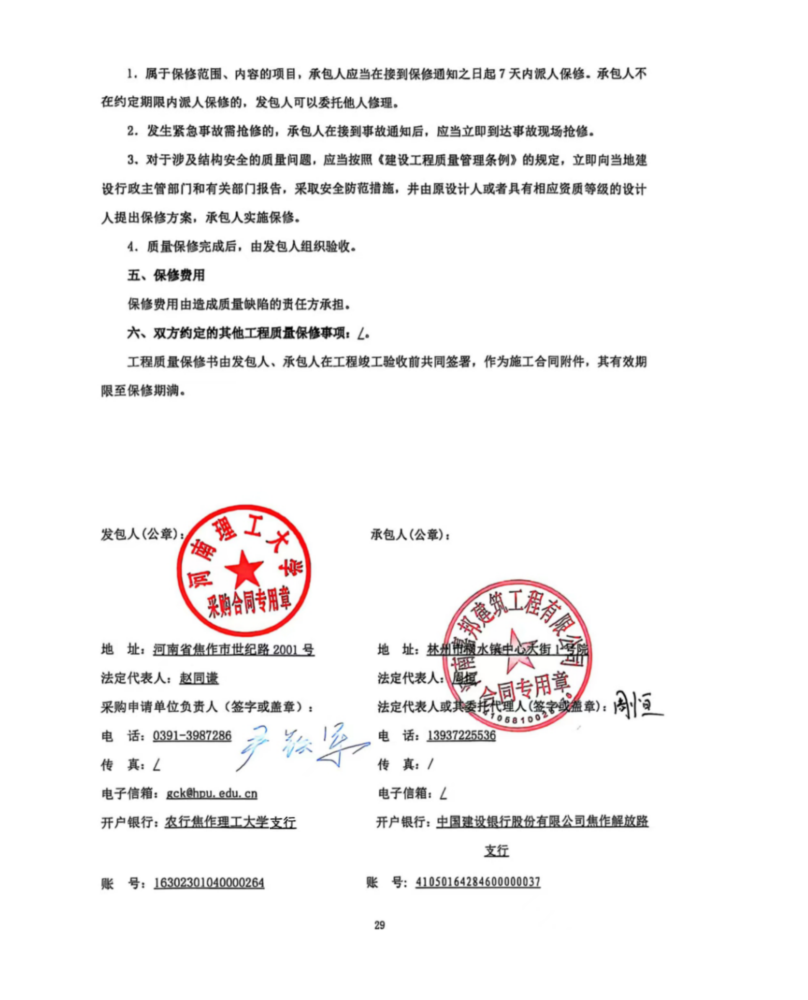 1. 属于保修范围、内容的项目，承包人应当在接到保修通知之日起 7 天内派人保修。承包人不
在约定期限内派人保修的，发包人可以委托他人修理。
2. 发生紧急事故需抢修的，承包人在接到事故通知后，应当立即到达事故现场抢修。
3. 对于涉及结构安全的质量问题，应当按照《建设工程质量管理条例》的规定，立即向当地建
设行政主管部门和有关部门报告，采取安全防范措施，并由原设计人或者具有相应资质等级的设计
人提出保修方案，承包人实施保修。
4. 质量保修完成后，由发包人组织验收。
五、保修费用
保修费用由造成质量缺陷的责任方承担。
六、双方约定的其他工程质量保修事项：/。
工程质量保修书由发包人、承包人在工程竣工验收前共同签署，作为施工合同附件，其有效期
限至保修期满。
发包人(公章)：
河南理工大学
采购合同专用章
地 址：河南省焦作市世纪路 2001 号
法定代表人：赵同谦
采购申请单位负责人（签字或盖章）：
电 话：0391-3987286
尹
传 真：/
电子信箱：gck@hpu.edu.cn
开户银行：农行焦作理工大学支行
账 号：16302301040000264
承包人(公章)：
邦建筑工程有限公司
合同专用章
地 址：林州市横水镇中心大街 1 号院
法定代表人：周恒
法定代表人或其委托代理人(签字或盖章)：周恒
电 话：13937225536
传 真：/
电子信箱：/
开户银行：中国建设银行股份有限公司焦作解放路
支行
账 号：41050164284600000037
29